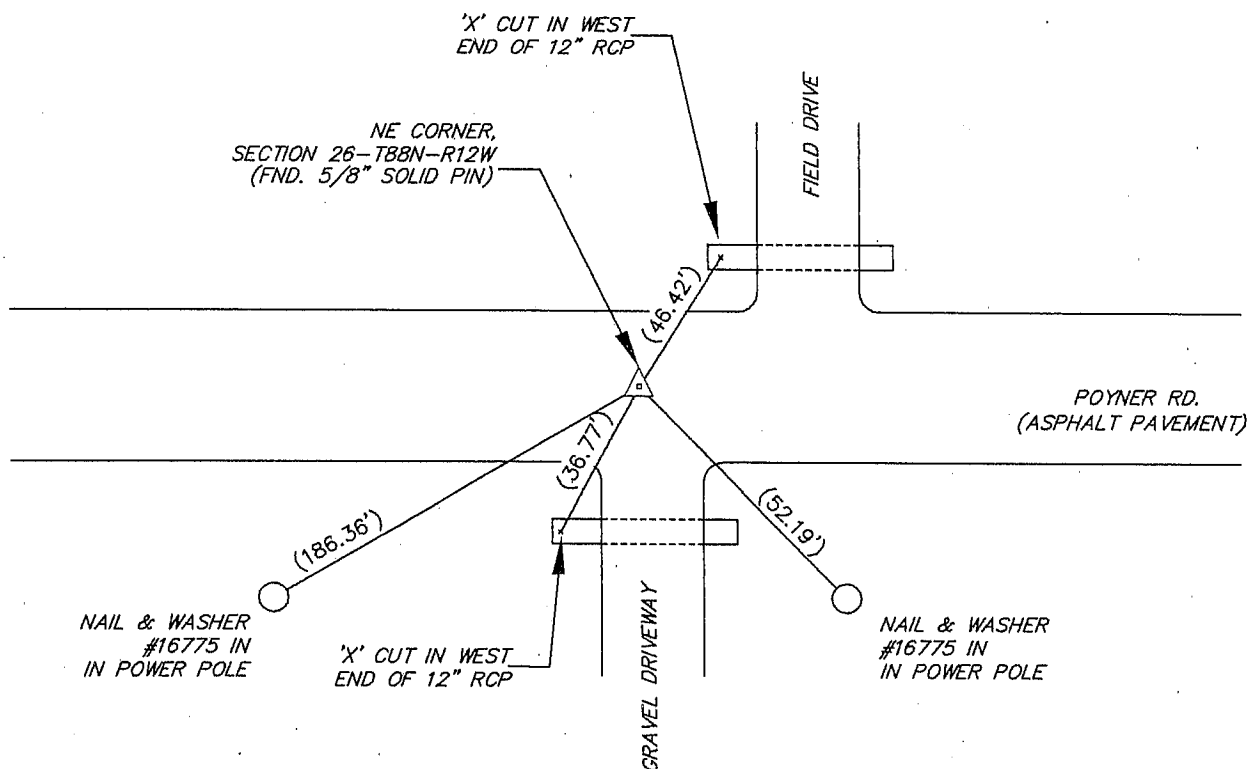 'X' CUT IN WEST
END OF 12" RCP
NE CORNER,
SECTION 26-T88N-R12W
(FND. 5/8" SOLID PIN)
FIELD DRIVE
(46.42')
POYNER RD.
(ASPHALT PAVEMENT)
(36.77')
(186.36')
(52.19')
NAIL & WASHER
#16775 IN
IN POWER POLE
'X' CUT IN WEST
END OF 12" RCP
GRAVEL DRIVEWAY
NAIL & WASHER
#16775 IN
IN POWER POLE